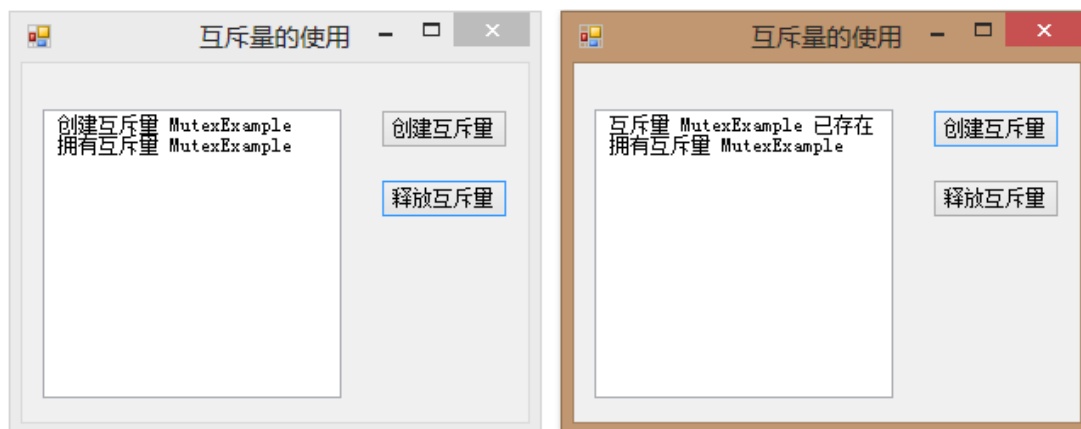 互斥量的使用
创建互斥量 MutexExample
拥有互斥量 MutexExample
创建互斥量
释放互斥量
互斥量的使用
互斥量 MutexExample 已存在
拥有互斥量 MutexExample
创建互斥量
释放互斥量